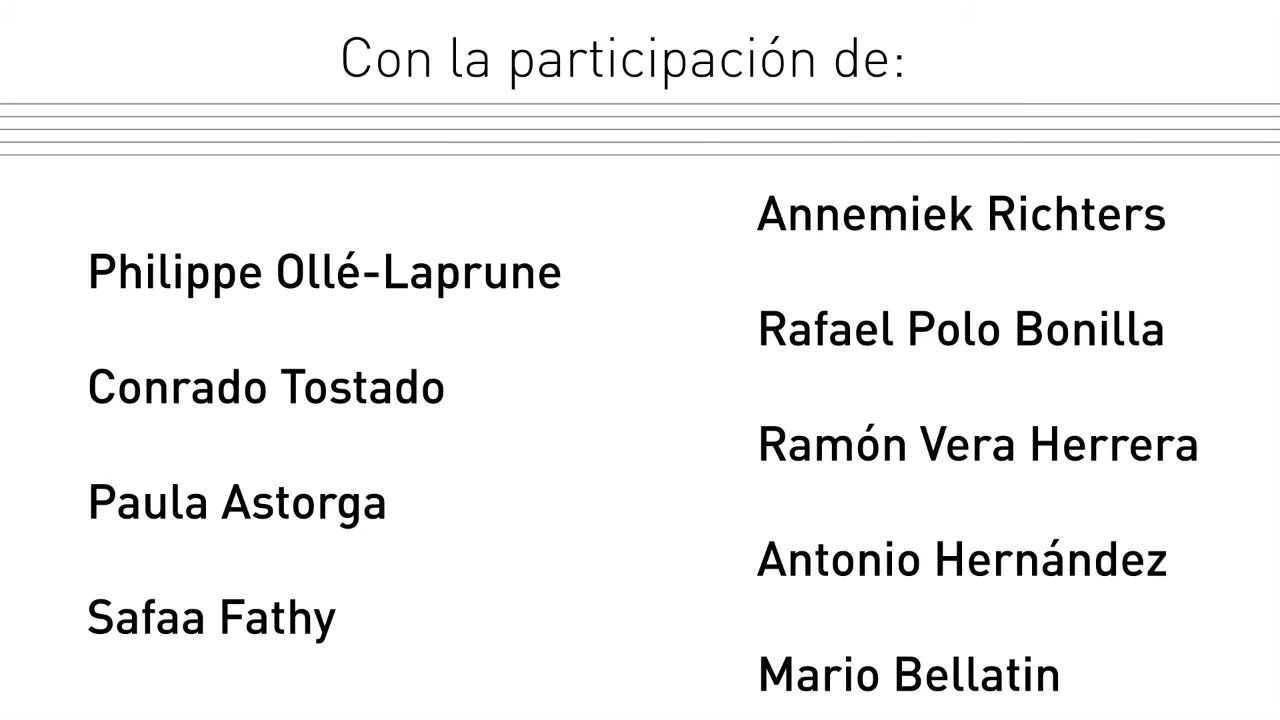 Con la participación de:
Philippe Ollé-Laprune
Conrado Tostado
Paula Astorga
Safaa Fathy
Annemiek Richters
Rafael Polo Bonilla
Ramón Vera Herrera
Antonio Hernández
Mario Bellatin